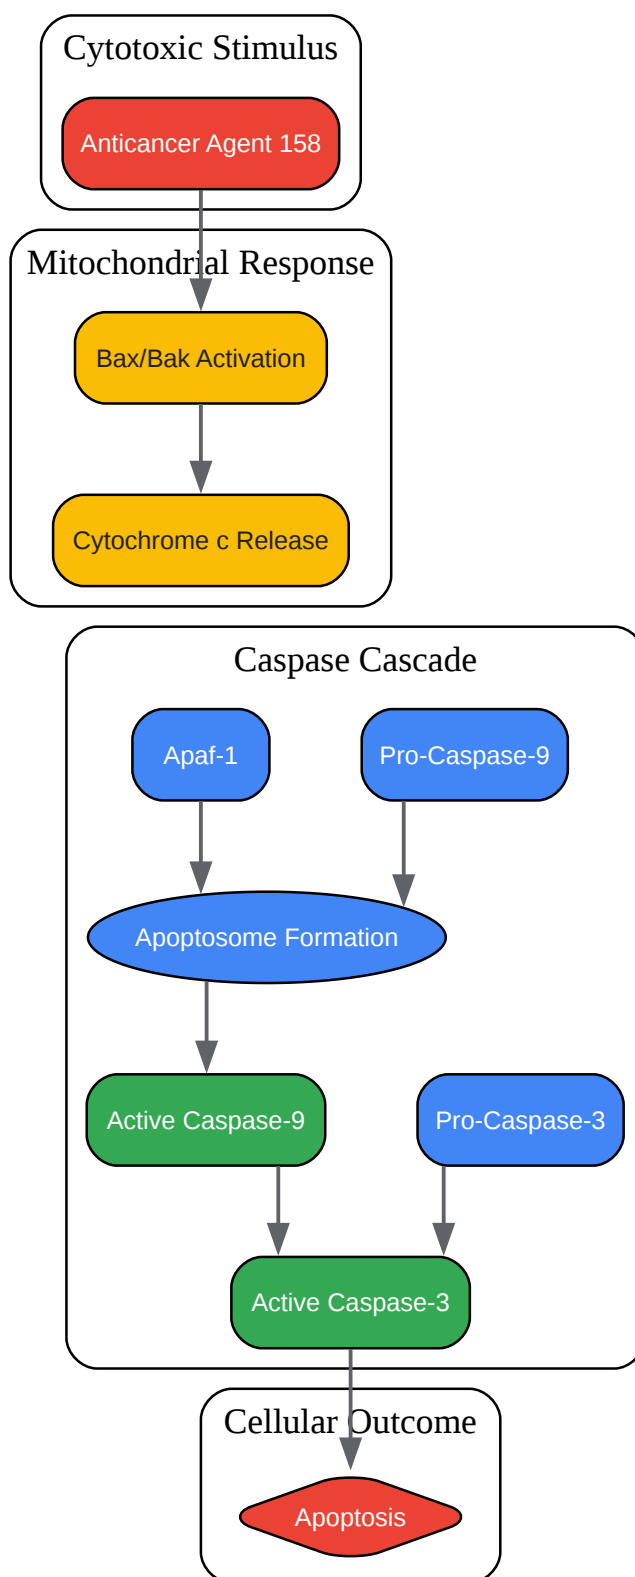 Cytotoxic Stimulus
Anticancer Agent 158
Mitochondrial Response
Bax/Bak Activation
Cytochrome c Release
Caspase Cascade
Apaf-1
Pro-Caspase-9
Apoptosome Formation
Active Caspase-9
Pro-Caspase-3
Active Caspase-3
Cellular Outcome
Apoptosis